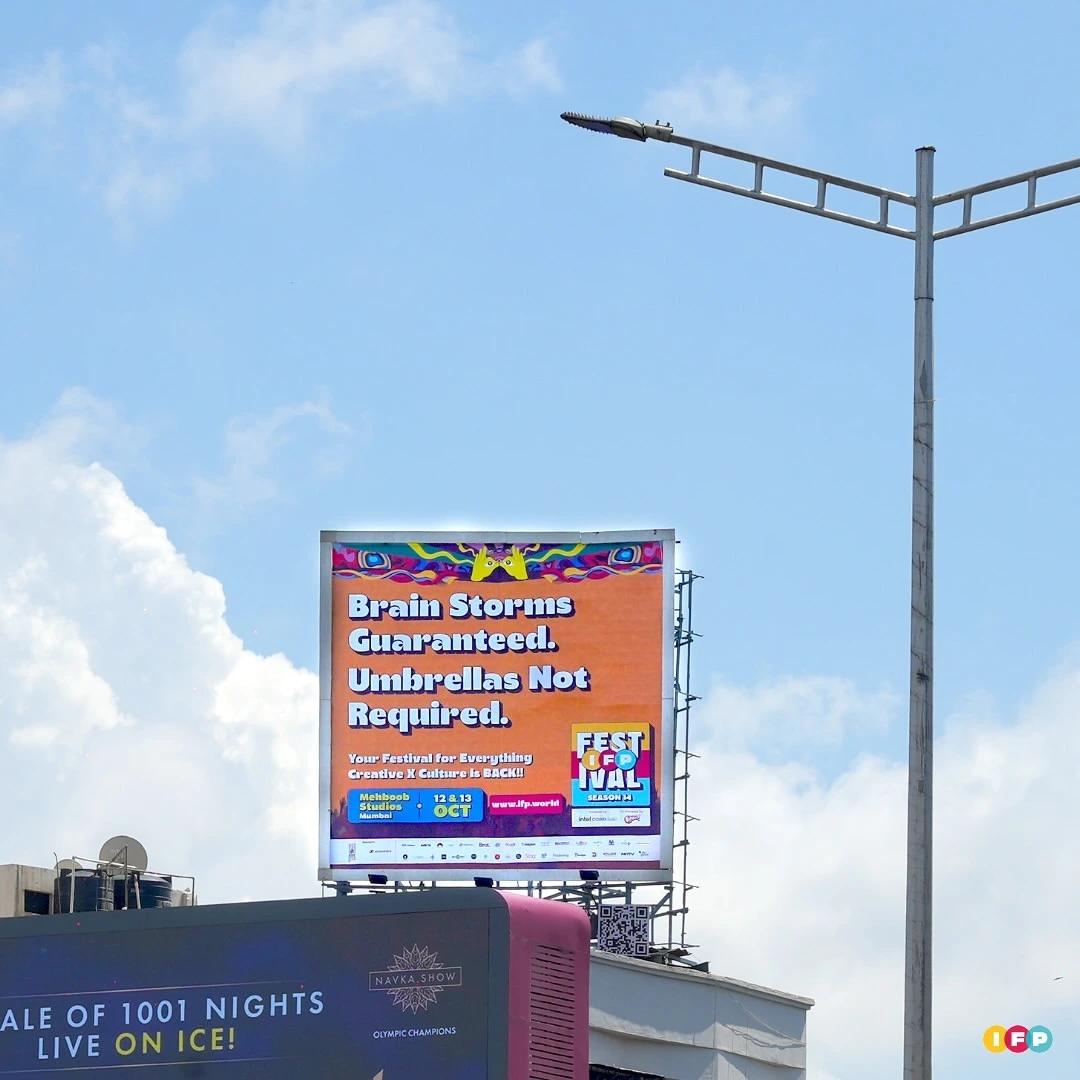 Brain Storms
Guaranteed.
Umbrellas Not
Required.
Your Festival for Everything
Creative X Culture is BACK!!
Mehboob
Studios
Mumbai
12 & 13
OCT
www.ifp.world
FEST
IFP
IVAL
SEASON 14
intel
ALE OF 1001 NIGHTS
LIVE ON ICE!
NAVKA.SHOW
OLYMPIC CHAMPIONS
IFP